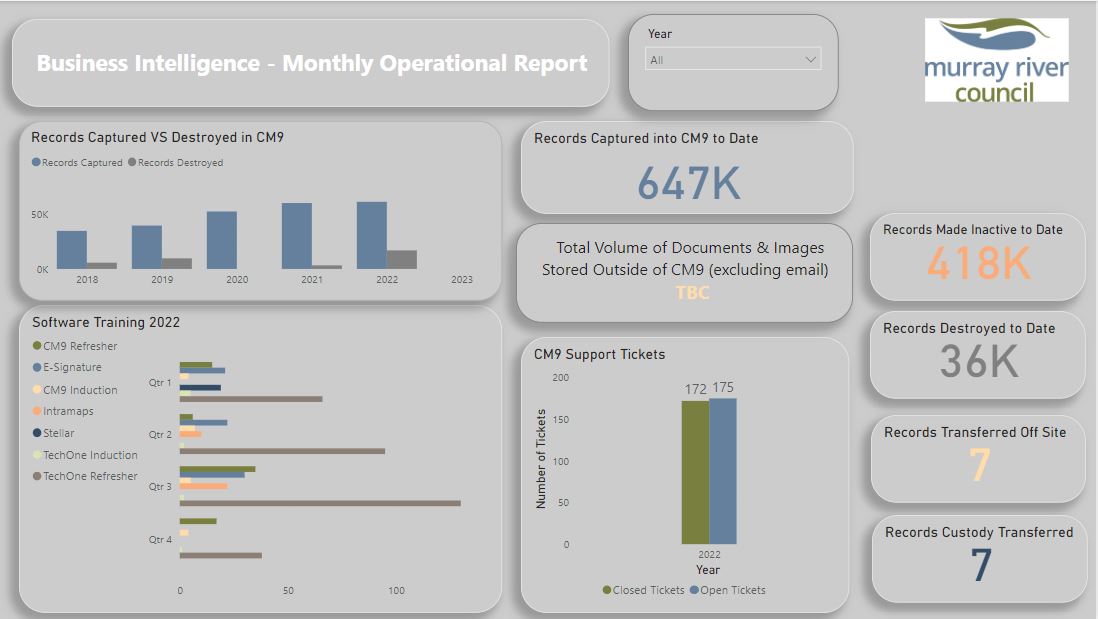 Business Intelligence - Monthly Operational Report
Year
All
murray river
council
Records Captured VS Destroyed in CM9
Records Captured Records Destroyed
50K
0K
2018 2019 2020 2021 2022 2023
Records Captured into CM9 to Date
647K
Total Volume of Documents & Images
Stored Outside of CM9 (excluding email)
TBC
Records Made Inactive to Date
418K
Records Destroyed to Date
36K
Records Transferred Off Site
7
Records Custody Transferred
7
Software Training 2022
CM9 Refresher
E-Signature
CM9 Induction
Intramaps
Stellar
TechOne Induction
TechOne Refresher
Qtr 1
Qtr 2
Qtr 3
Qtr 4
0 50 100
CM9 Support Tickets
Number of Tickets
200
150
100
50
0
172 175
2022
Year
Closed Tickets Open Tickets